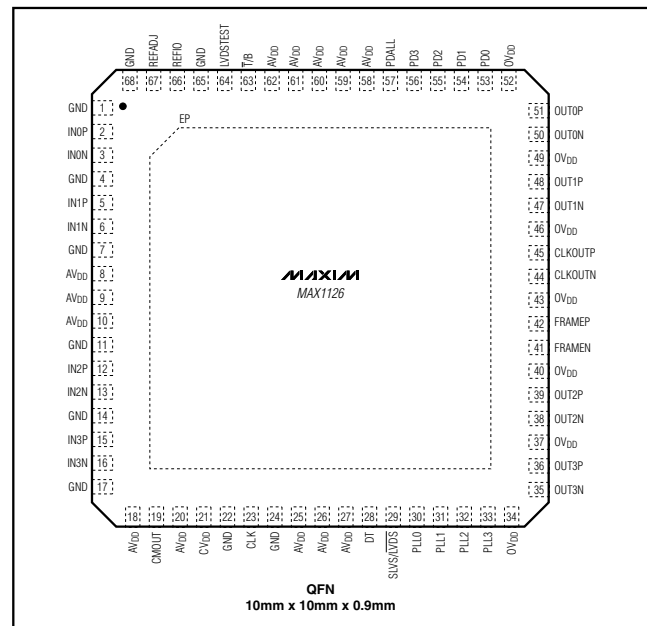 GND REFADJ REFIO GND LVDSTEST T̅/B AVDD AVDD AVDD AVDD AVDD PDALL PD3 PD2 PD1 PD0 OVDD
68 67 66 65 64 63 62 61 60 59 58 57 56 55 54 53 52
GND 1
IN0P 2
IN0N 3
GND 4
IN1P 5
IN1N 6
GND 7
AVDD 8
AVDD 9
AVDD 10
GND 11
IN2P 12
IN2N 13
GND 14
IN3P 15
IN3N 16
GND 17
EP
MAXIM
MAX1126
51 OUT0P
50 OUT0N
49 OVDD
48 OUT1P
47 OUT1N
46 OVDD
45 CLKOUTP
44 CLKOUTN
43 OVDD
42 FRAMEP
41 FRAMEN
40 OVDD
39 OUT2P
38 OUT2N
37 OVDD
36 OUT3P
35 OUT3N
18 19 20 21 22 23 24 25 26 27 28 29 30 31 32 33 34
AVDD CMOUT AVDD CVDD GND CLK GND AVDD AVDD AVDD DT SLVS/L̅V̅D̅S̅ PLL0 PLL1 PLL2 PLL3 OVDD
QFN
10mm x 10mm x 0.9mm